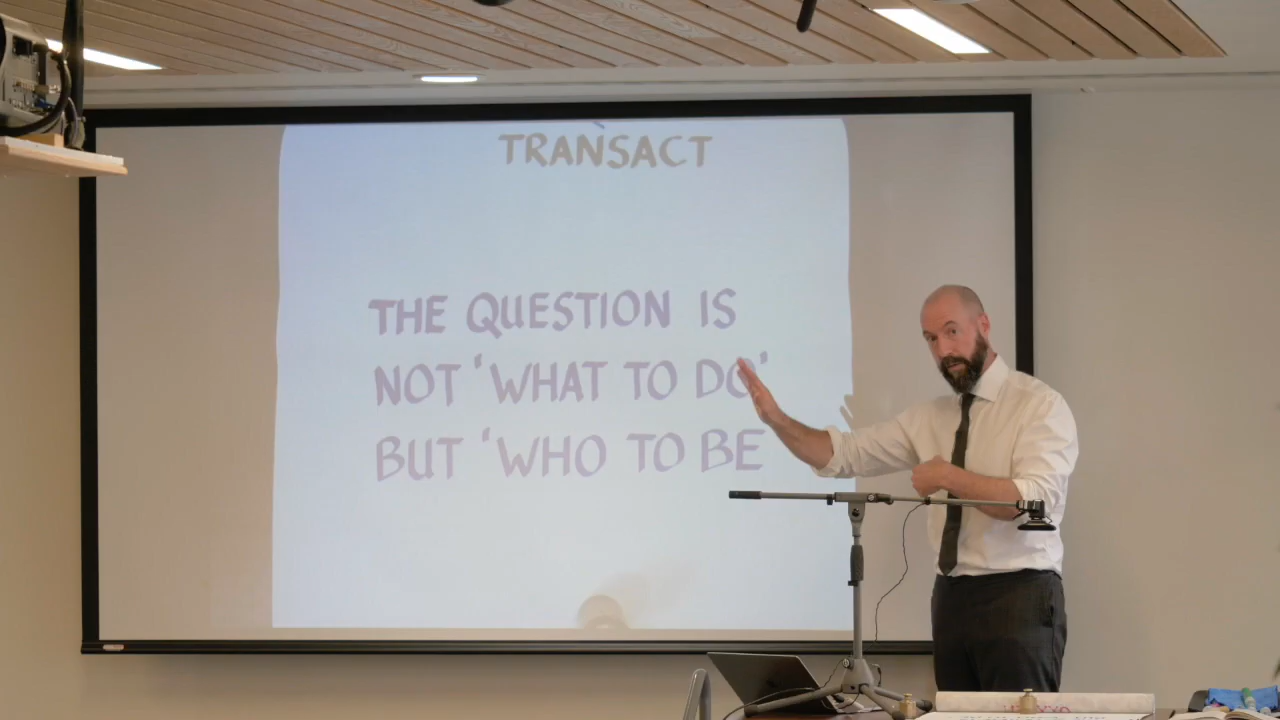 TRANSACT
THE QUESTION IS
NOT 'WHAT TO DO'
BUT 'WHO TO BE